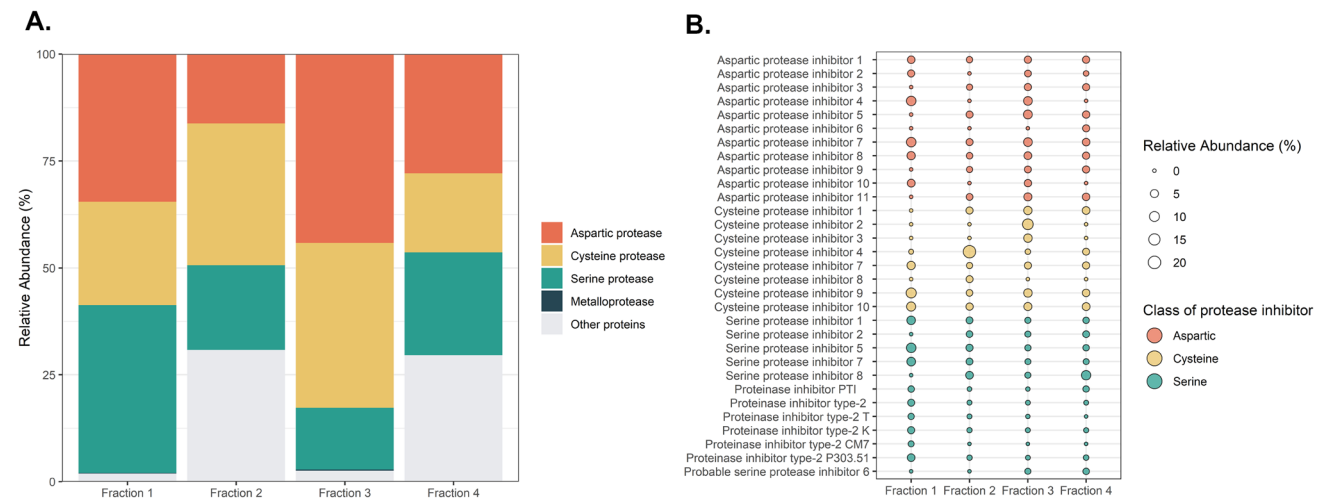 A.
Relative Abundance (%)
100
75
50
25
0
Fraction 1
Fraction 2
Fraction 3
Fraction 4
Aspartic protease
Cysteine protease
Serine protease
Metalloprotease
Other proteins
B.
Aspartic protease inhibitor 1
Aspartic protease inhibitor 2
Aspartic protease inhibitor 3
Aspartic protease inhibitor 4
Aspartic protease inhibitor 5
Aspartic protease inhibitor 6
Aspartic protease inhibitor 7
Aspartic protease inhibitor 8
Aspartic protease inhibitor 9
Aspartic protease inhibitor 10
Aspartic protease inhibitor 11
Cysteine protease inhibitor 1
Cysteine protease inhibitor 2
Cysteine protease inhibitor 3
Cysteine protease inhibitor 4
Cysteine protease inhibitor 7
Cysteine protease inhibitor 8
Cysteine protease inhibitor 9
Cysteine protease inhibitor 10
Serine protease inhibitor 1
Serine protease inhibitor 2
Serine protease inhibitor 5
Serine protease inhibitor 7
Serine protease inhibitor 8
Proteinase inhibitor PTI
Proteinase inhibitor type-2
Proteinase inhibitor type-2 T
Proteinase inhibitor type-2 K
Proteinase inhibitor type-2 CM7
Proteinase inhibitor type-2 P303.51
Probable serine protease inhibitor 6
Fraction 1
Fraction 2
Fraction 3
Fraction 4
Relative Abundance (%)
0
5
10
15
20
Class of protease inhibitor
Aspartic
Cysteine
Serine